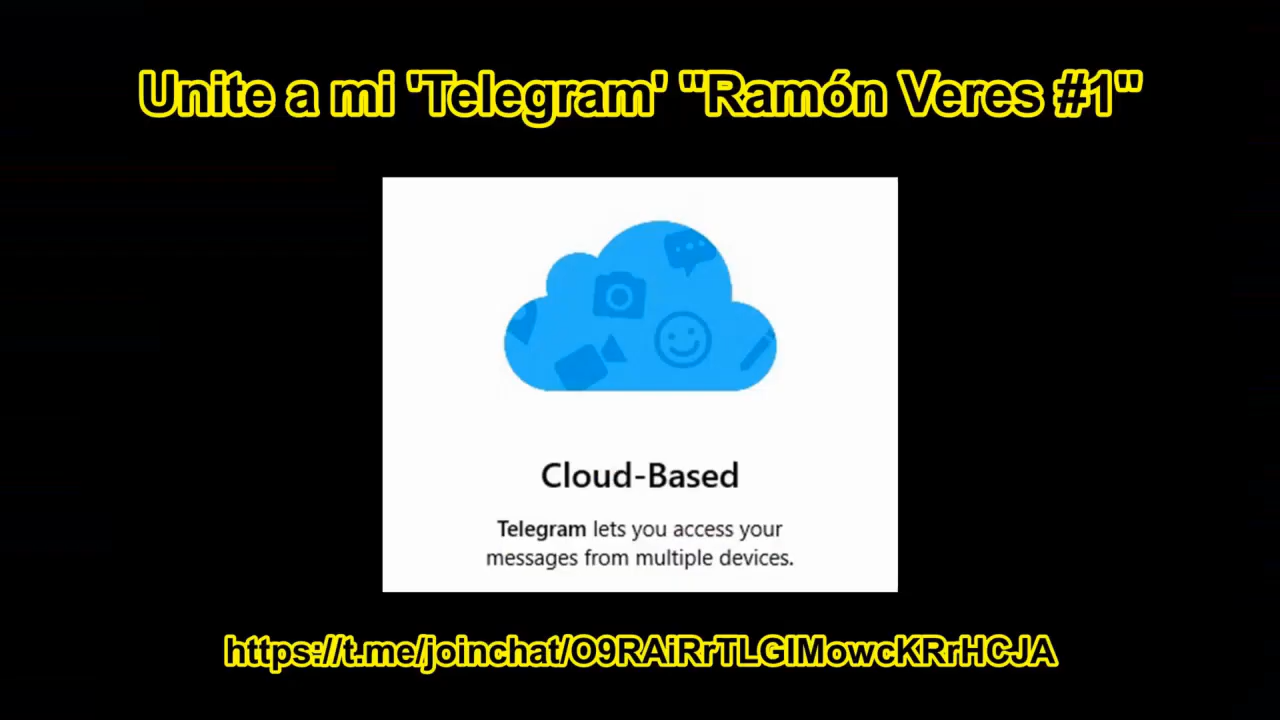 Unite a mi 'Telegram' "Ramón Veres #1"
Cloud-Based
Telegram lets you access your
messages from multiple devices.
https://t.me/joinchat/O9RAiRrTLGlMowcKRrHCJA